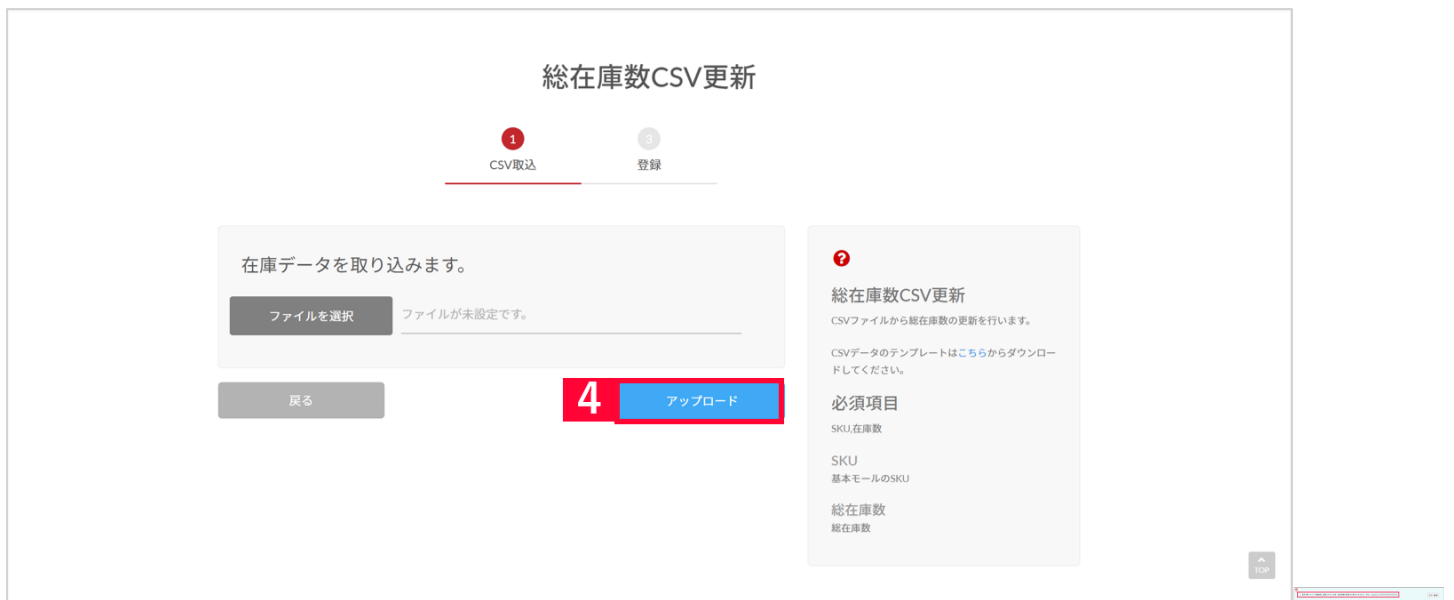 総在庫数CSV更新
1
CSV取込
3
登録
在庫データを取り込みます。
ファイルを選択
ファイルが未設定です。
戻る
4
アップロード
総在庫数CSV更新
CSVファイルから総在庫数の更新を行います。
CSVデータのテンプレートはこちらからダウンロー
ドしてください。
必須項目
SKU,在庫数
SKU
基本モールのSKU
総在庫数
総在庫数
TOP